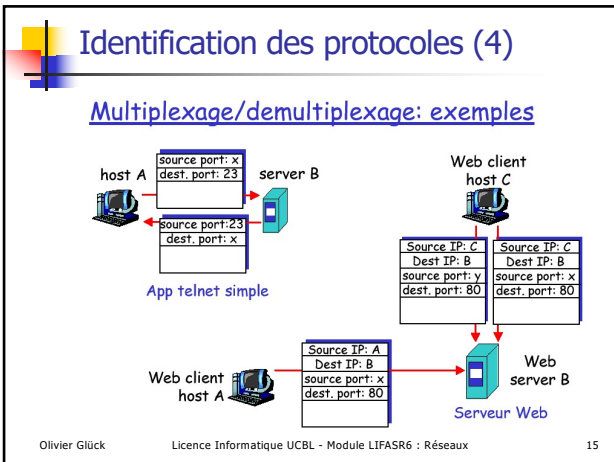 Identification des protocoles (4)
Multiplexage/demultiplexage: exemples
host A
source port: x
dest. port: 23
server B
source port:23
dest. port: x
App telnet simple
Web client
host C
Source IP: C
Dest IP: B
source port: y
dest. port: 80
Source IP: C
Dest IP: B
source port: x
dest. port: 80
Web client
host A
Source IP: A
Dest IP: B
source port: x
dest. port: 80
Web
server B
Serveur Web
Olivier Glück
Licence Informatique UCBL - Module LIFASR6 : Réseaux
15